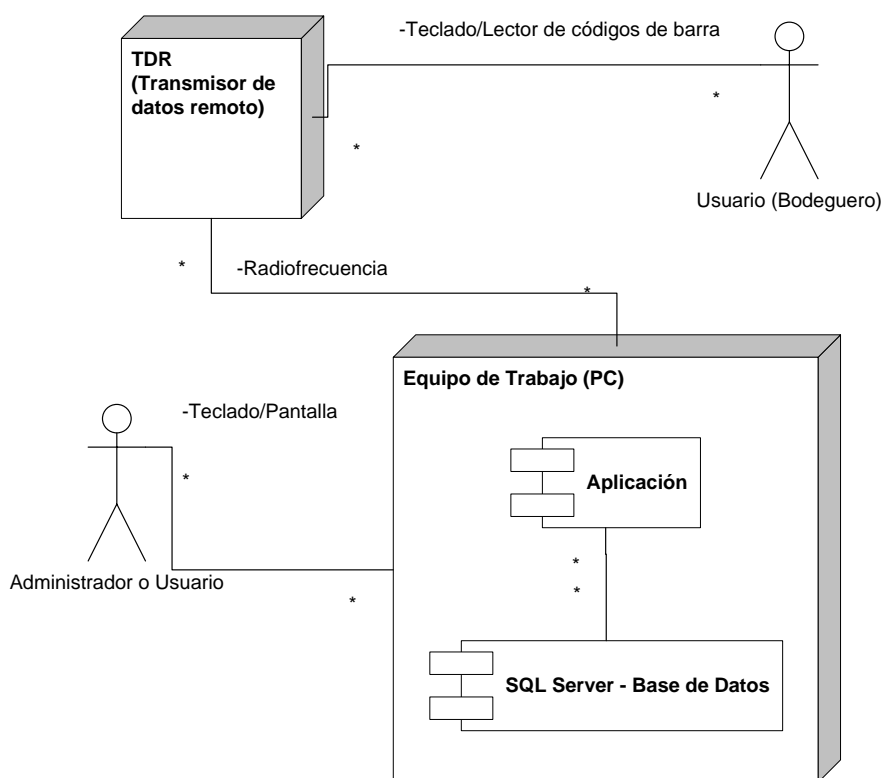 -Teclado/Lector de códigos de barra
TDR
(Transmisor de
datos remoto)
*
*
Usuario (Bodeguero)
*
-Radiofrecuencia
*
Equipo de Trabajo (PC)
-Teclado/Pantalla
*
Aplicación
*
*
Administrador o Usuario
*
SQL Server - Base de Datos